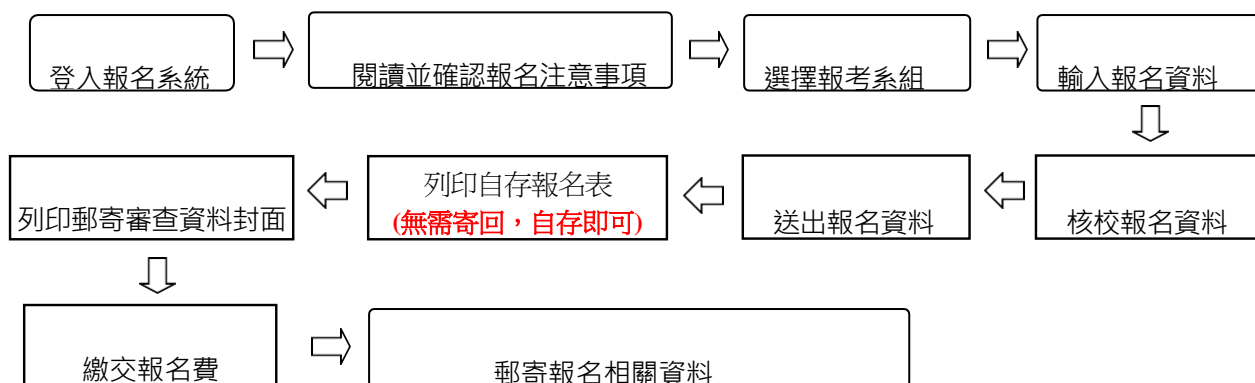 登入報名系統
閱讀並確認報名注意事項
選擇報考系組
輸入報名資料
核校報名資料
送出報名資料
列印自存報名表
(無需寄回，自存即可)
列印郵寄審查資料封面
繳交報名費
郵寄報名相關資料